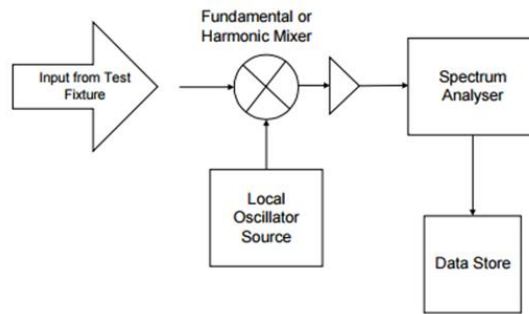 Fundamental or
Harmonic Mixer
Input from Test
Fixture
Spectrum
Analyser
Local
Oscillator
Source
Data Store